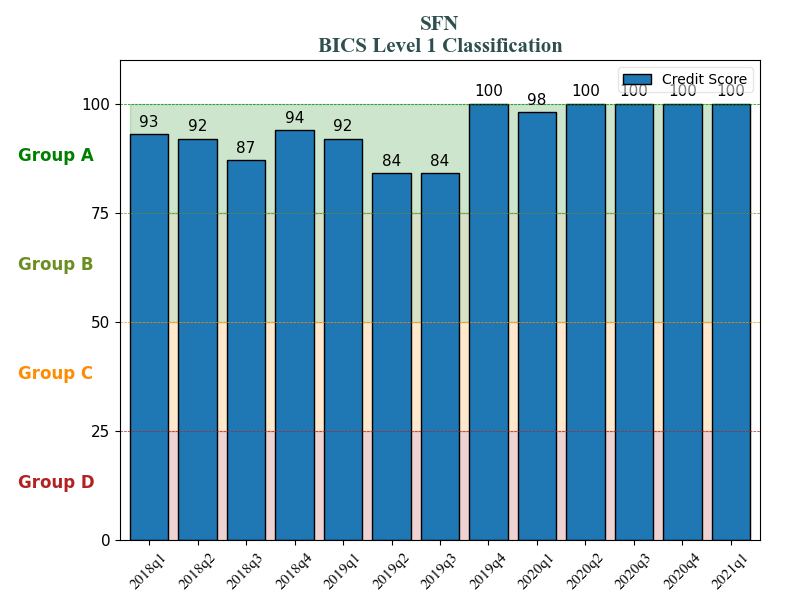 SFN
BICS Level 1 Classification
Credit Score
93 92 87 94 92 84 84 100 98 100 100 100 100
100
Group A
75
Group B
50
Group C
25
Group D
0
2018q1 2018q2 2018q3 2018q4 2019q1 2019q2 2019q3 2019q4 2020q1 2020q2 2020q3 2020q4 2021q1